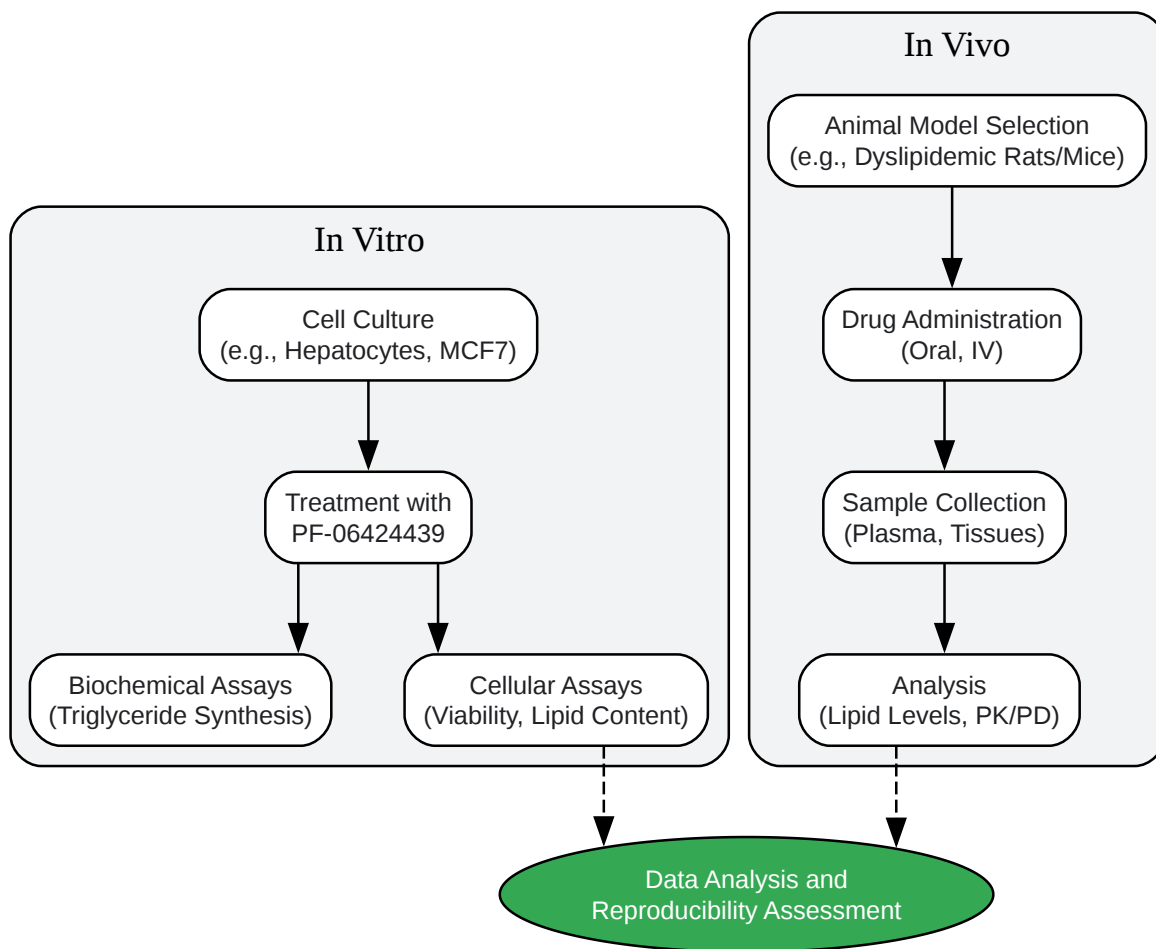 In Vitro
Cell Culture
(e.g., Hepatocytes, MCF7)
Treatment with
PF-06424439
Biochemical Assays
(Triglyceride Synthesis)
Cellular Assays
(Viability, Lipid Content)
In Vivo
Animal Model Selection
(e.g., Dyslipidemic Rats/Mice)
Drug Administration
(Oral, IV)
Sample Collection
(Plasma, Tissues)
Analysis
(Lipid Levels, PK/PD)
Data Analysis and
Reproducibility Assessment